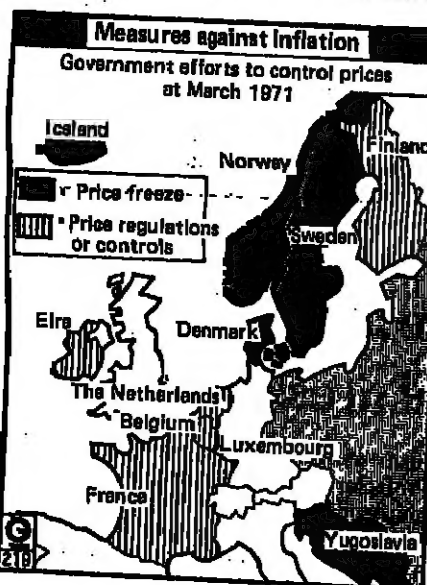 Measures against inflation
Government efforts to control prices
at March 1971
Iceland
Norway
Finland
Price freeze
Price regulations
or controls
Sweden
Eire
Denmark
The Netherlands
Belgium
Luxembourg
France
Yugoslavia
G